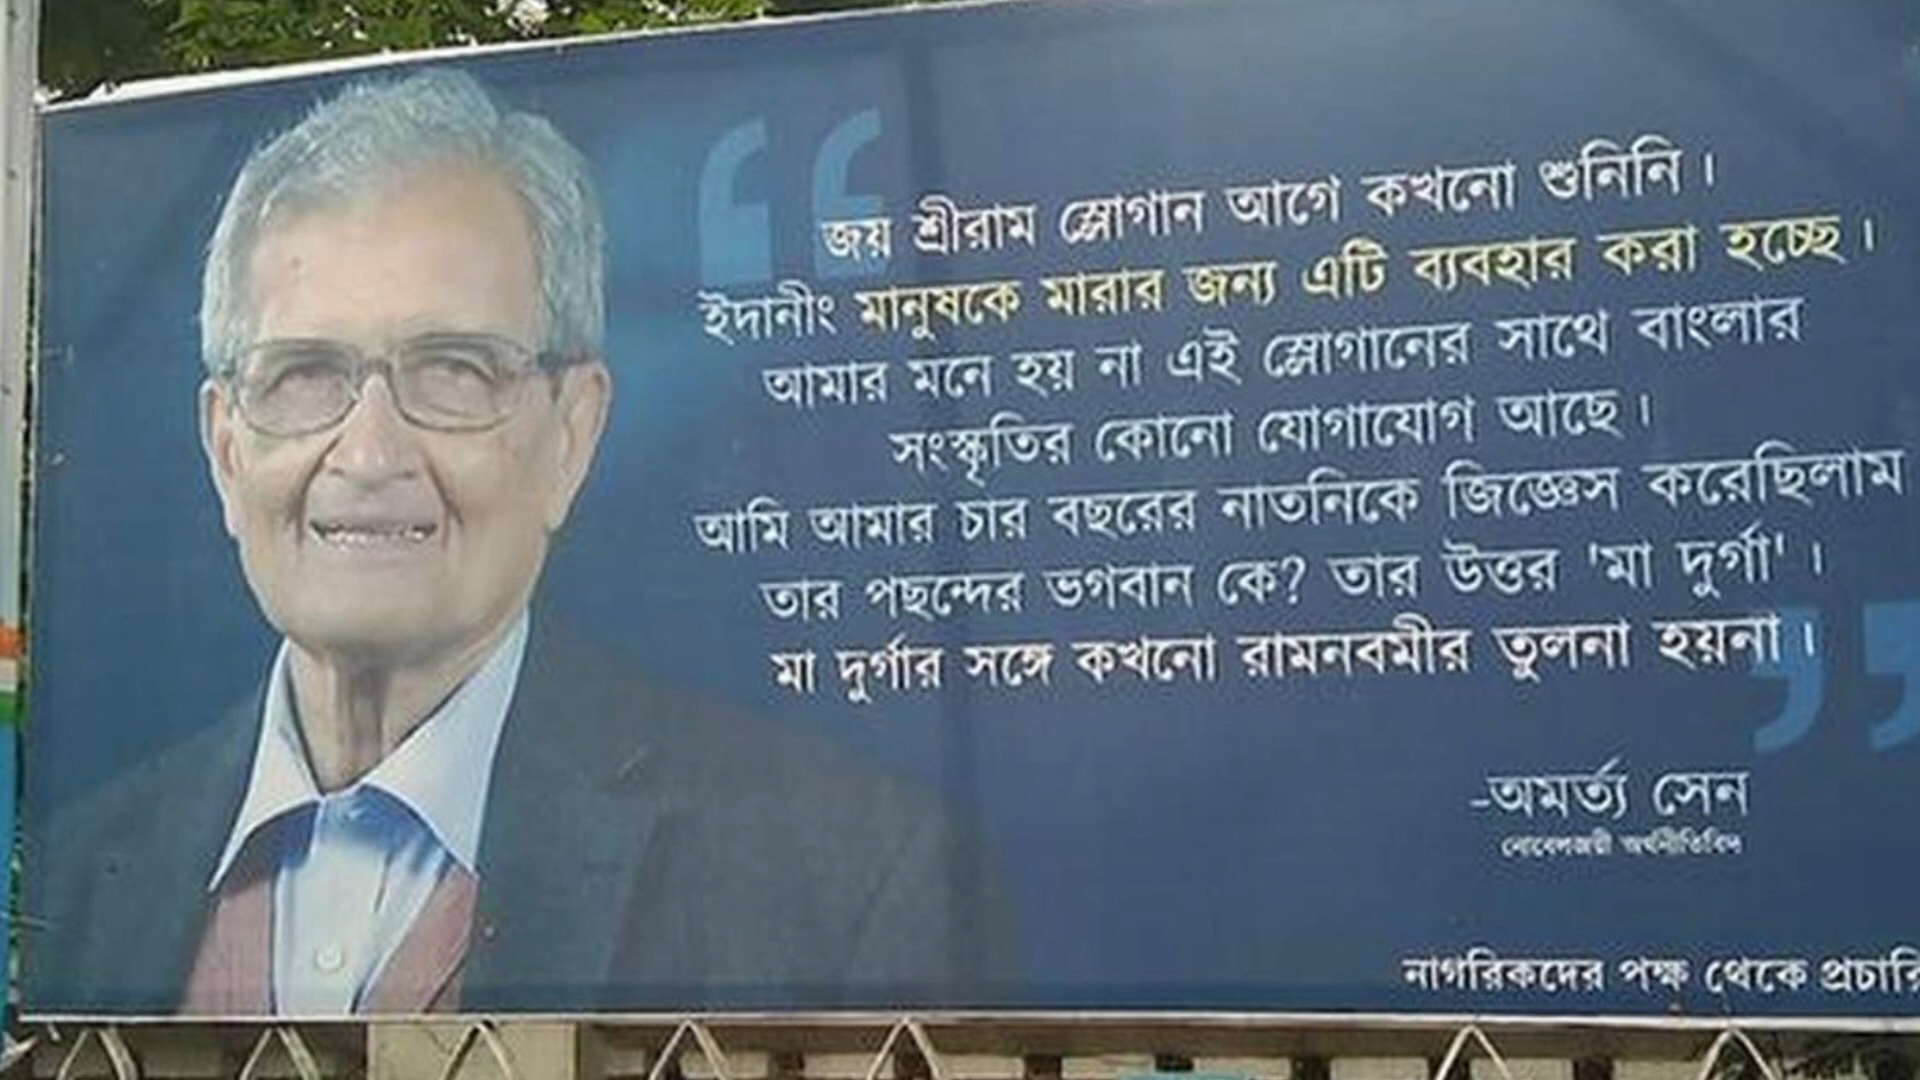 জয় শ্রীরাম স্লোগান আগে কখনো শুনিনি।
ইদানীং মানুষকে মারার জন্য এটি ব্যবহার করা হচ্ছে।
আমার মনে হয় না এই স্লোগানের সাথে বাংলার
সংস্কৃতির কোনো যোগাযোগ আছে।
আমি আমার চার বছরের নাতনিকে জিজ্ঞেস করেছিলাম
তার পছন্দের ভগবান কে? তার উত্তর 'মা দুর্গা'।
মা দুর্গার সঙ্গে কখনো রামনবমীর তুলনা হয়না।
-অমর্ত্য সেন
নোবেলজয়ী অর্থনীতিবিদ
নাগরিকদের পক্ষ থেকে